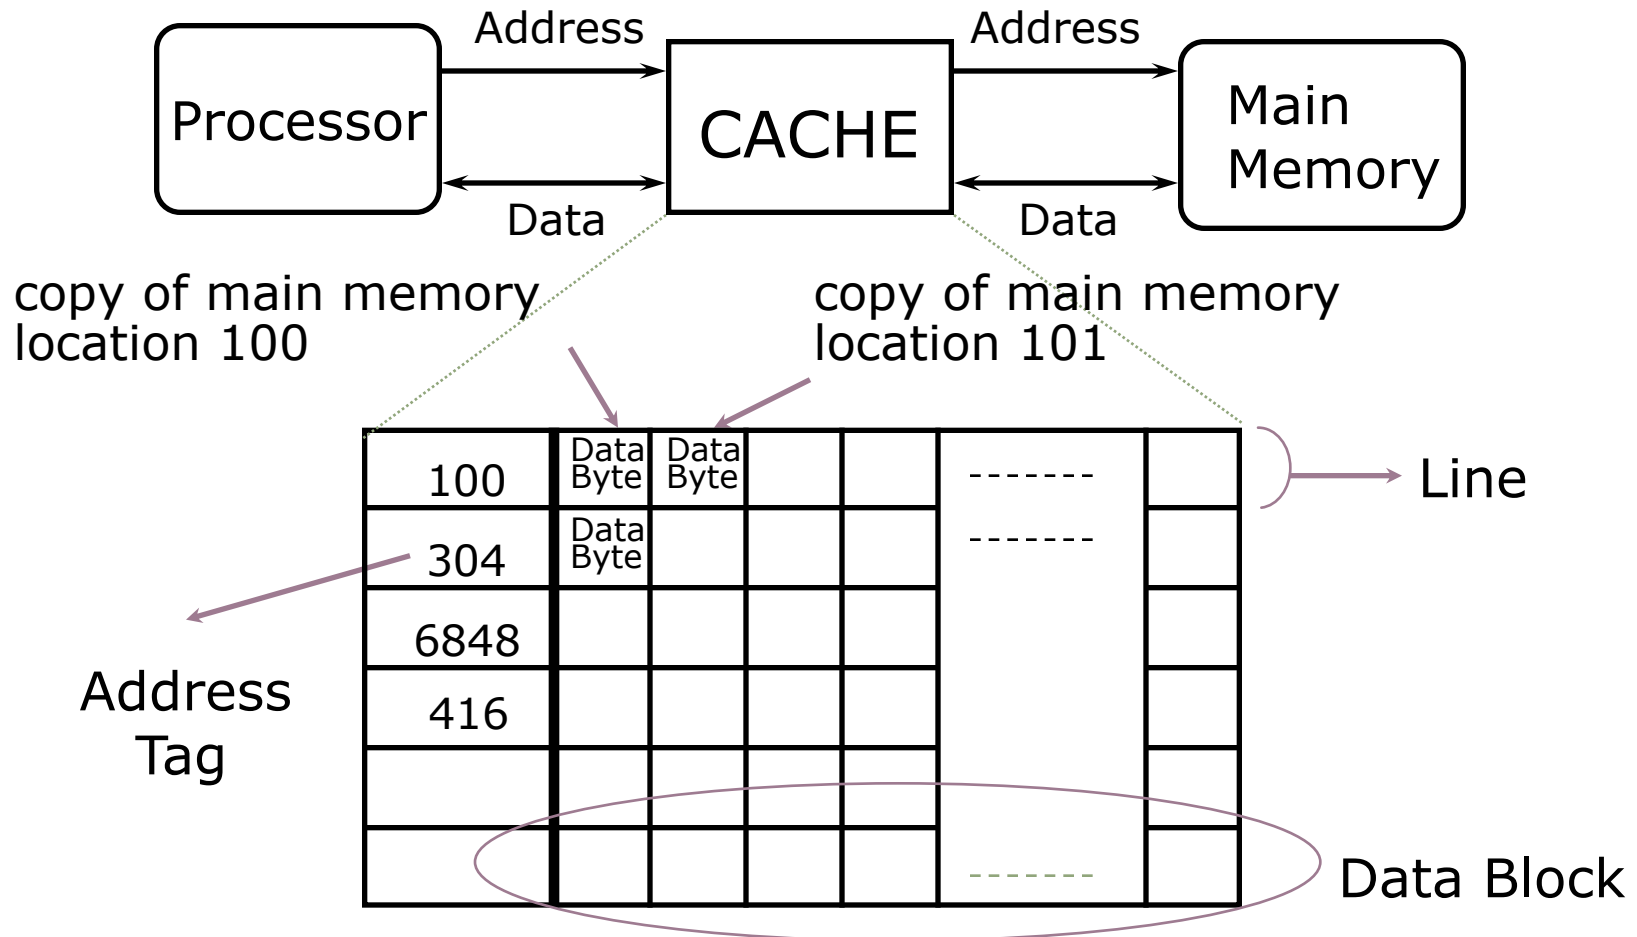 Address
Address
Processor
CACHE
Main
Memory
Data
Data
copy of main memory
location 100
copy of main memory
location 101
100
Data
Byte
Data
Byte
-------
Line
304
Data
Byte
-------
6848
416
Address
Tag
-------
Data Block